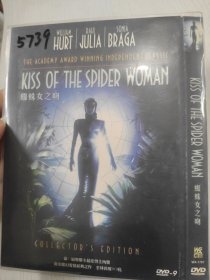 5739
WILLIAM HURT
RAUL JULIA
SONIA BRAGA
THE ACADEMY AWARD WINNING INDEPENDENT CLASSIC
KISS OF THE SPIDER WOMAN
蜘蛛女之吻
COLLECTOR'S EDITION
DVD-9
KISS OF THE SPIDER WOMAN
蜘蛛女之吻
DVD-9